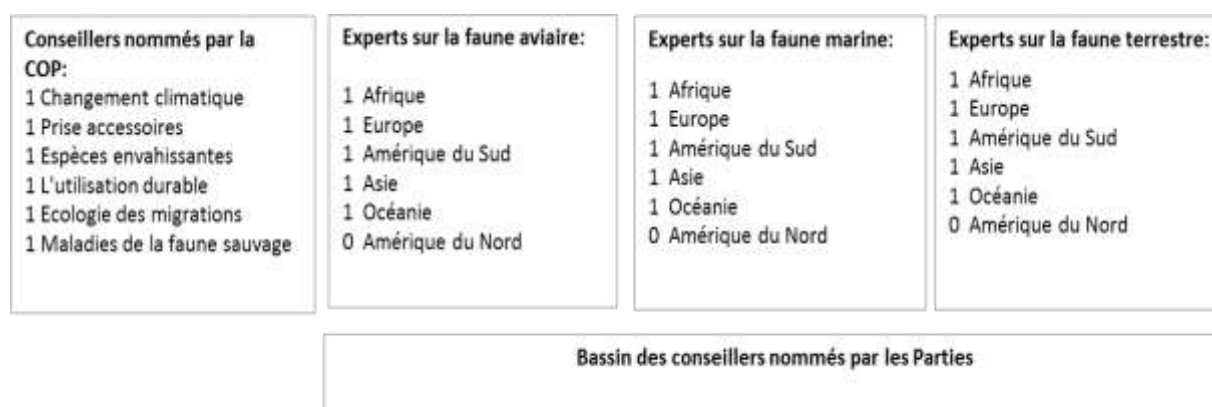 Conseillers nommés par la
COP:
1 Changement climatique
1 Prise accessoires
1 Espèces envahissantes
1 L'utilisation durable
1 Ecologie des migrations
1 Maladies de la faune sauvage
Experts sur la faune aviaire:
1 Afrique
1 Europe
1 Amérique du Sud
1 Asie
1 Océanie
0 Amérique du Nord
Experts sur la faune marine:
1 Afrique
1 Europe
1 Amérique du Sud
1 Asie
1 Océanie
0 Amérique du Nord
Experts sur la faune terrestre:
1 Afrique
1 Europe
1 Amérique du Sud
1 Asie
1 Océanie
0 Amérique du Nord
Bassin des conseillers nommés par les Parties